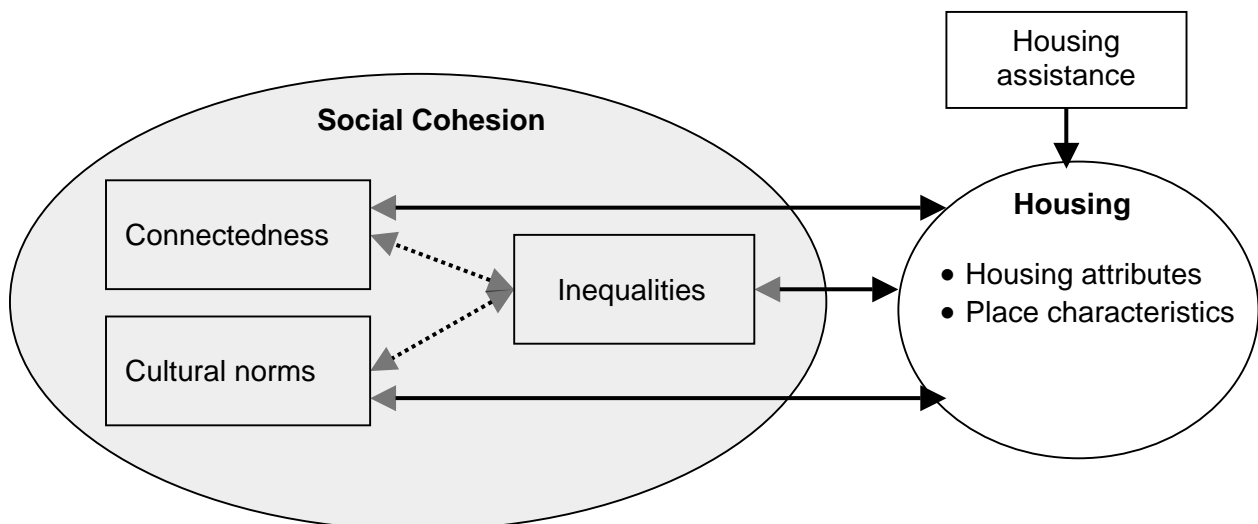 Housing
assistance
Social Cohesion
Connectedness
Cultural norms
Inequalities
Housing
• Housing attributes
• Place characteristics